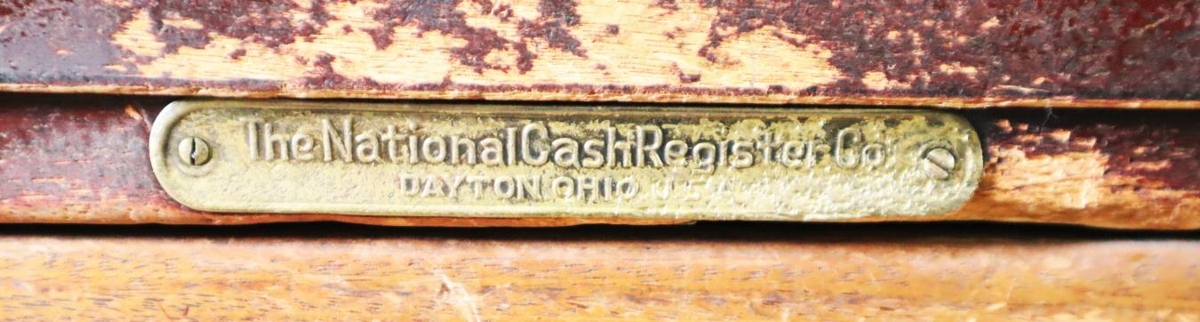 The National Cash Register Co.
DAYTON OHIO U.S.A.